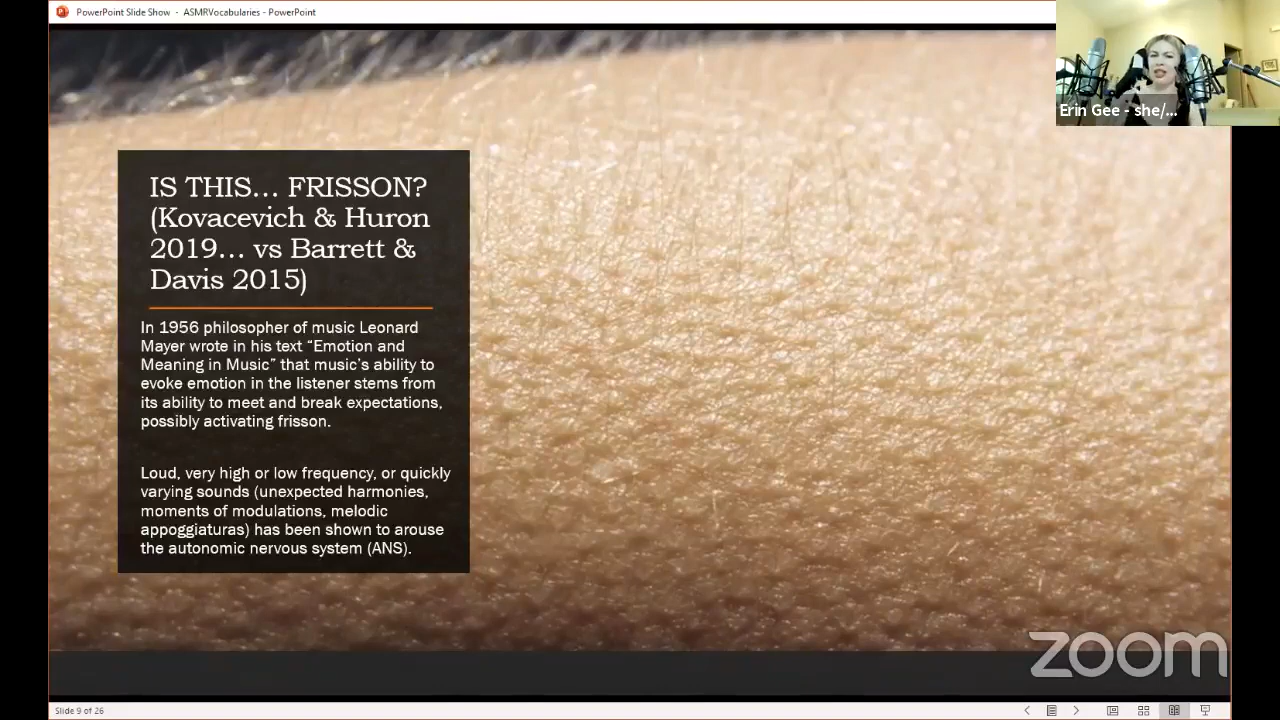 PowerPoint Slide Show - ASMRVocabularies - PowerPoint
Erin Gee - she/...
IS THIS... FRISSON?
(Kovacevich & Huron
2019... vs Barrett &
Davis 2015)
In 1956 philosopher of music Leonard
Mayer wrote in his text “Emotion and
Meaning in Music” that music’s ability to
evoke emotion in the listener stems from
its ability to meet and break expectations,
possibly activating frisson.
Loud, very high or low frequency, or quickly
varying sounds (unexpected harmonies,
moments of modulations, melodic
appoggiaturas) has been shown to arouse
the autonomic nervous system (ANS).
zoom
Slide 9 of 26